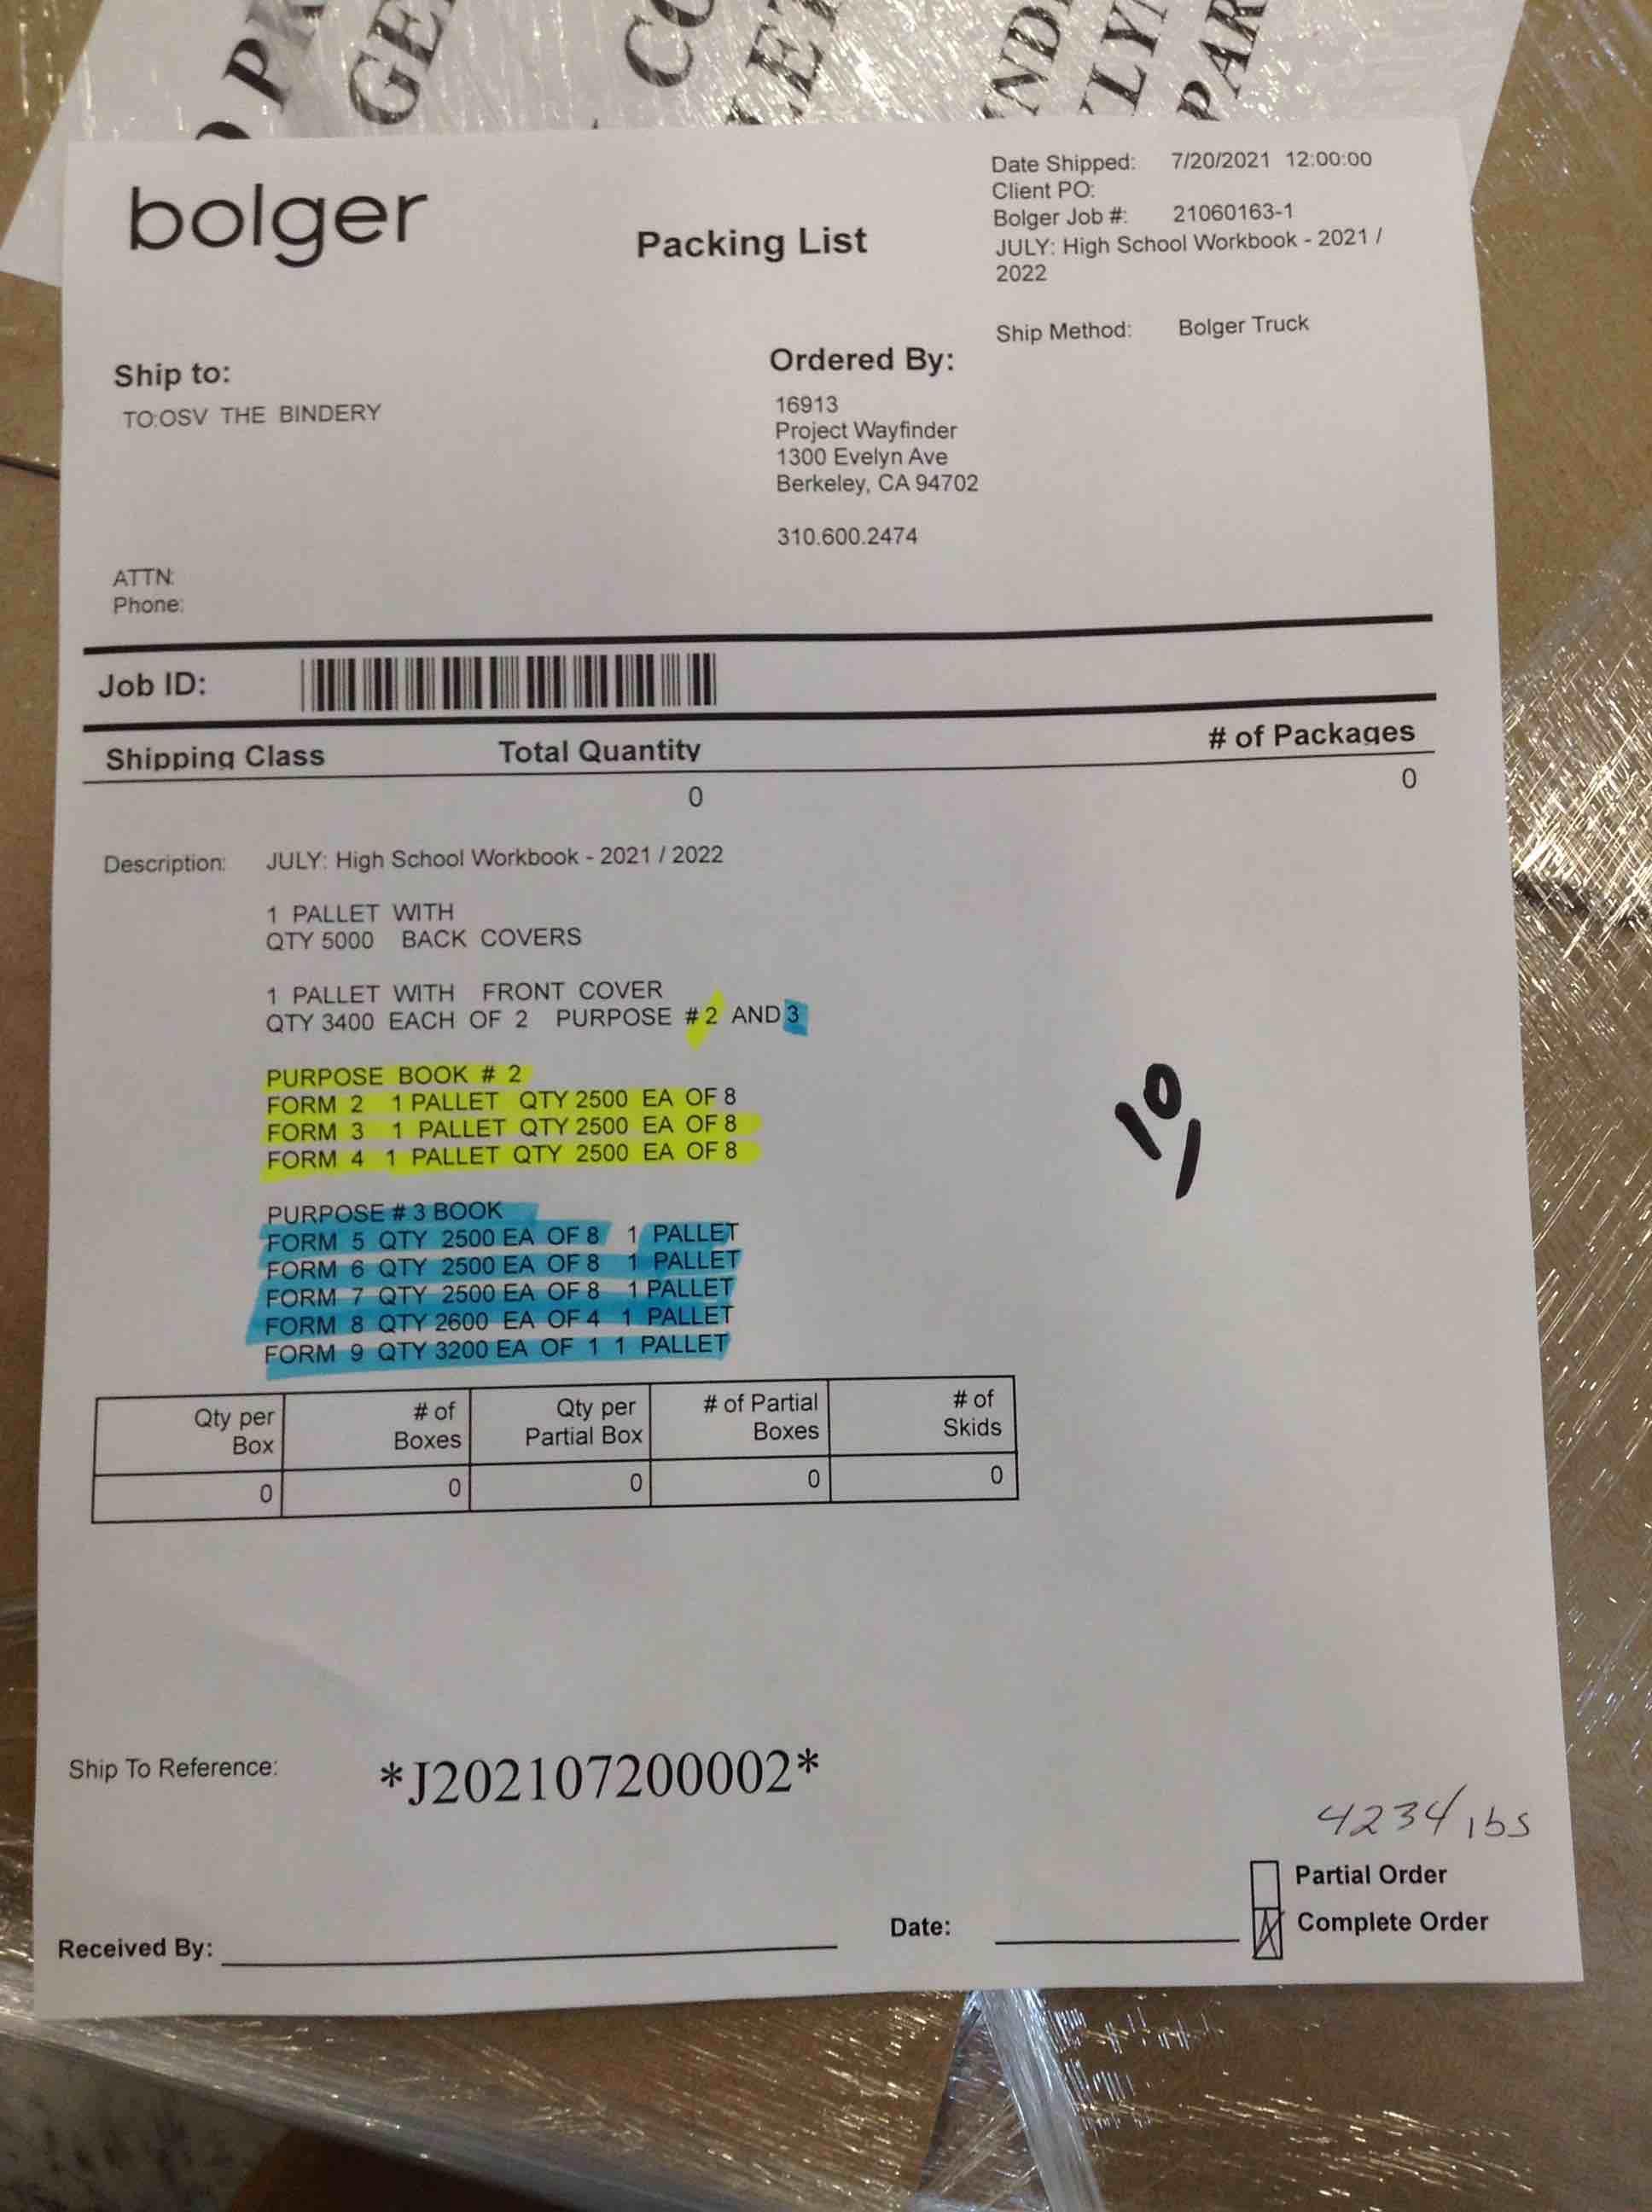 bolger
Packing List
Date Shipped: 7/20/2021 12:00:00
Client PO:
Bolger Job #: 21060163-1
JULY: High School Workbook - 2021 /
2022
Ship Method: Bolger Truck
Ship to:
TO:OSV THE BINDERY
Ordered By:
16913
Project Wayfinder
1300 Evelyn Ave
Berkeley, CA 94702
310.600.2474
ATTN:
Phone:
Job ID:
Shipping Class Total Quantity # of Packages
0 0
Description: JULY: High School Workbook - 2021 / 2022
1 PALLET WITH
QTY 5000 BACK COVERS
1 PALLET WITH FRONT COVER
QTY 3400 EACH OF 2 PURPOSE #2 AND 3
PURPOSE BOOK # 2
FORM 2 1 PALLET QTY 2500 EA OF 8
FORM 3 1 PALLET QTY 2500 EA OF 8
FORM 4 1 PALLET QTY 2500 EA OF 8
10
PURPOSE # 3 BOOK
FORM 5 QTY 2500 EA OF 8 1 PALLET
FORM 6 QTY 2500 EA OF 8 1 PALLET
FORM 7 QTY 2500 EA OF 8 1 PALLET
FORM 8 QTY 2600 EA OF 4 1 PALLET
FORM 9 QTY 3200 EA OF 1 1 PALLET
Qty per Box # of Boxes Qty per Partial Box # of Partial Boxes # of Skids
0 0 0 0 0
Ship To Reference: *J202107200002*
4234 lbs
Partial Order
Complete Order
Received By: Date: